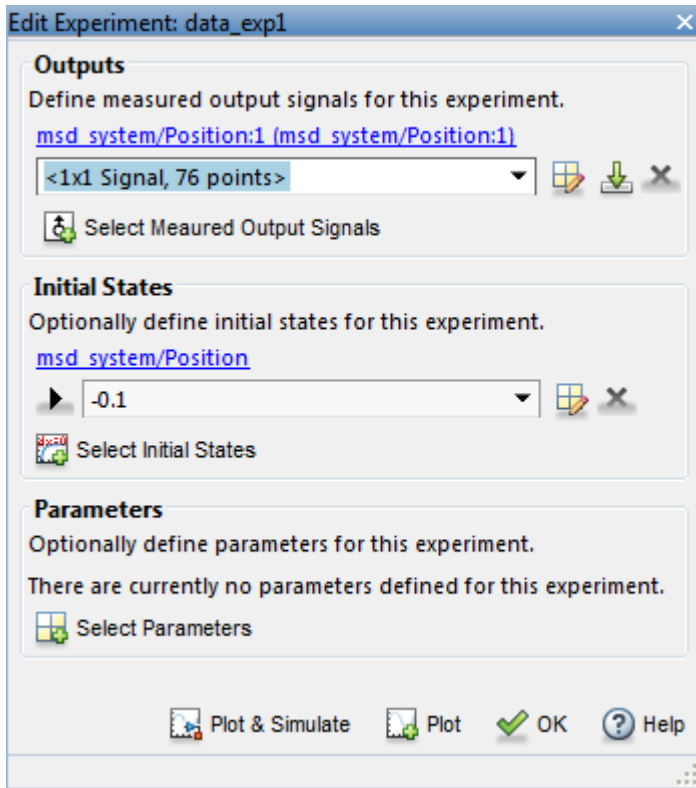 Edit Experiment: data_exp1
Outputs
Define measured output signals for this experiment.
msd_system/Position:1 (msd_system/Position:1)
<1x1 Signal, 76 points>
Select Meaured Output Signals
Initial States
Optionally define initial states for this experiment.
msd_system/Position
-0.1
Select Initial States
Parameters
Optionally define parameters for this experiment.
There are currently no parameters defined for this experiment.
Select Parameters
Plot & Simulate Plot OK Help